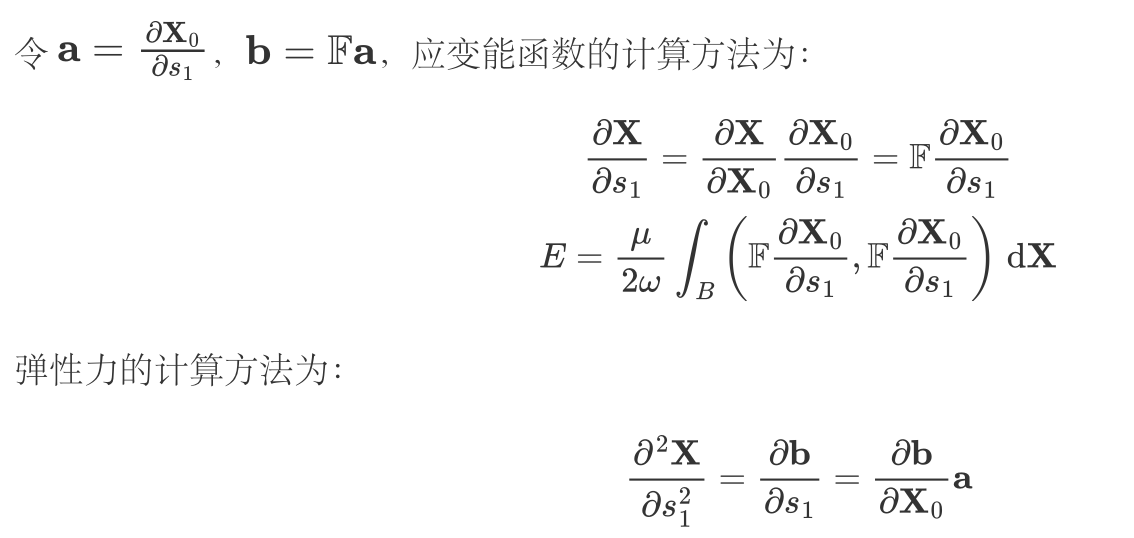 令 $\mathbf{a} = \frac{\partial \mathbf{X}_0}{\partial s_1}$, $\mathbf{b} = \mathbb{F}\mathbf{a}$, 应变能函数的计算方法为:
$\frac{\partial \mathbf{X}}{\partial s_1} = \frac{\partial \mathbf{X}}{\partial \mathbf{X}_0} \frac{\partial \mathbf{X}_0}{\partial s_1} = \mathbb{F} \frac{\partial \mathbf{X}_0}{\partial s_1}$
$E = \frac{\mu}{2\omega} \int_B \left( \mathbb{F} \frac{\partial \mathbf{X}_0}{\partial s_1}, \mathbb{F} \frac{\partial \mathbf{X}_0}{\partial s_1} \right) \mathrm{d}\mathbf{X}$
弹性力的计算方法为:
$\frac{\partial^2 \mathbf{X}}{\partial s_1^2} = \frac{\partial \mathbf{b}}{\partial s_1} = \frac{\partial \mathbf{b}}{\partial \mathbf{X}_0} \mathbf{a}$